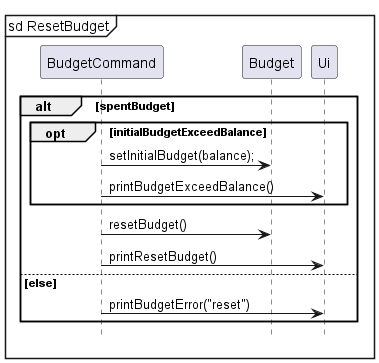 sd ResetBudget
BudgetCommand Budget Ui
alt [spentBudget]
opt [initialBudgetExceedBalance]
setInitialBudget(balance);
printBudgetExceedBalance()
resetBudget()
printResetBudget()
[else]
printBudgetError("reset")